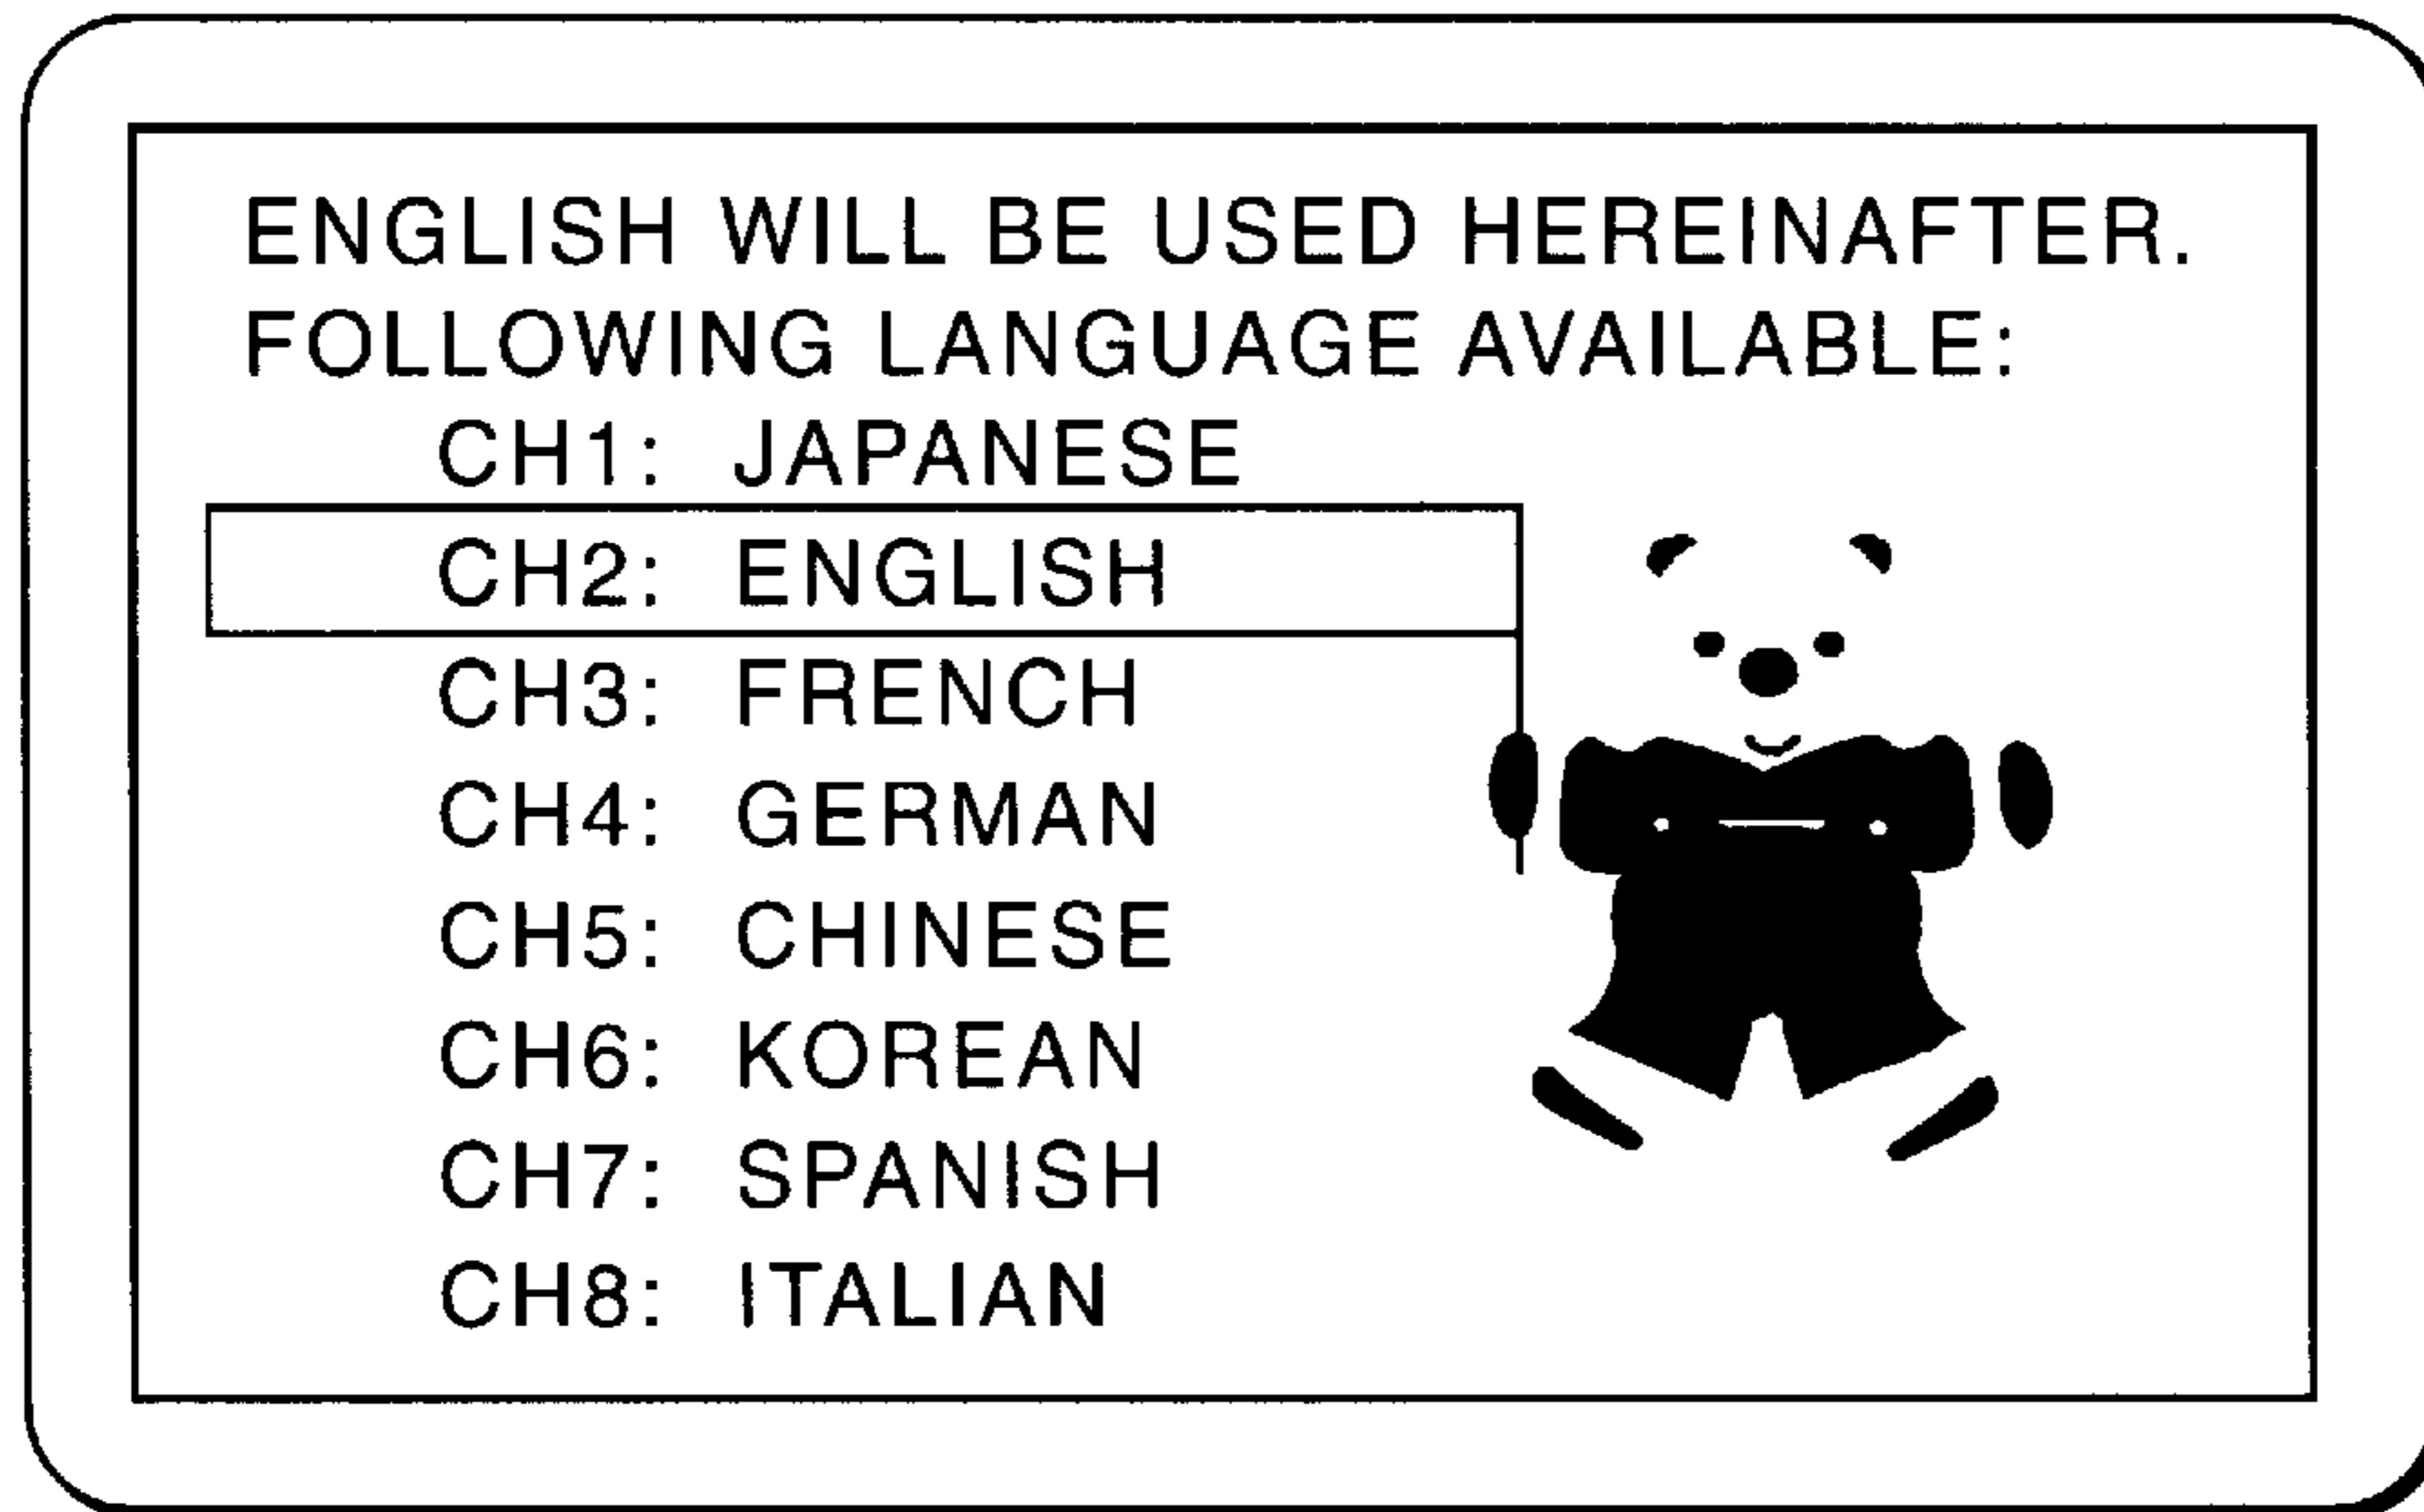 ENGLISH WILL BE USED HEREINAFTER.
FOLLOWING LANGUAGE AVAILABLE:
CH1: JAPANESE
CH2: ENGLISH
CH3: FRENCH
CH4: GERMAN
CH5: CHINESE
CH6: KOREAN
CH7: SPANISH
CH8: ITALIAN